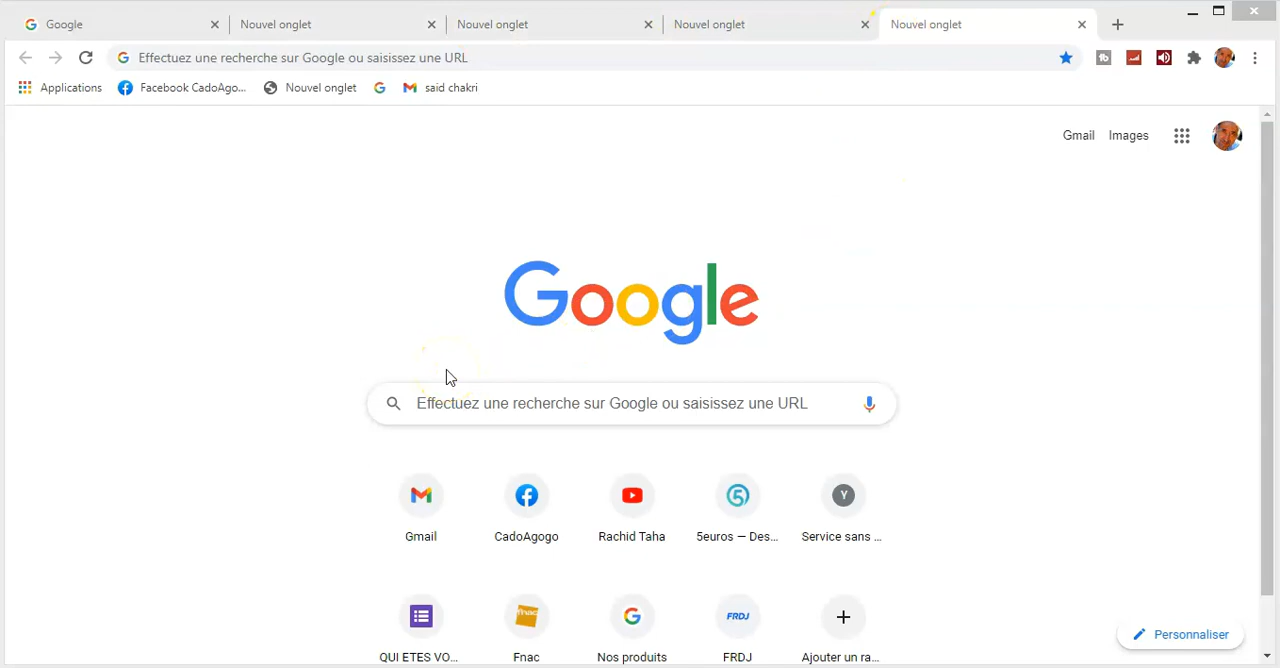 Google
Nouvel onglet
Nouvel onglet
Nouvel onglet
Nouvel onglet
Effectuez une recherche sur Google ou saisissez une URL
Applications
Facebook CadoAgo...
Nouvel onglet
said chakri
Gmail
Images
Google
Effectuez une recherche sur Google ou saisissez une URL
Gmail
CadoAgogo
Rachid Taha
5euros — Des...
Y
Service sans ...
fnac
FRDJ
QUI ETES VO...
Fnac
Nos produits
FRDJ
Ajouter un ra...
Personnaliser